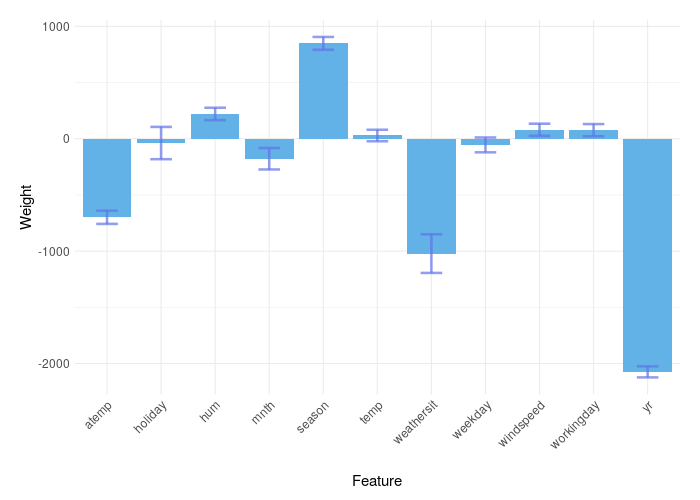 1000
0
-1000
-2000
Weight
atemp
holiday
hum
mnth
season
temp
weathersit
weekday
windspeed
workingday
yr
Feature